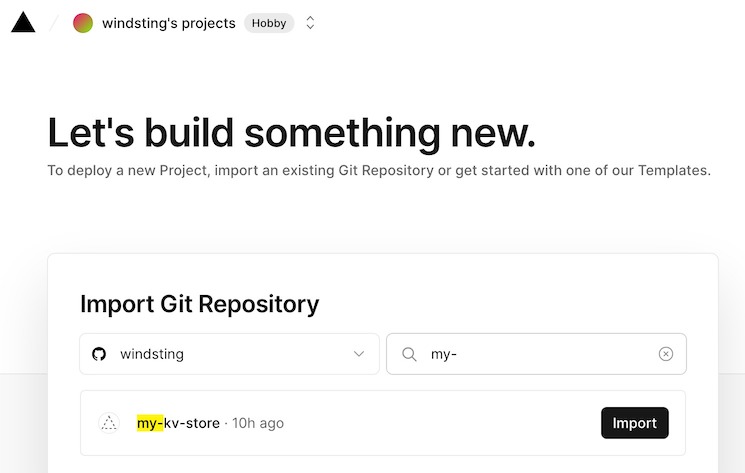 windsting's projects Hobby
Let's build something new.
To deploy a new Project, import an existing Git Repository or get started with one of our Templates.
Import Git Repository
windsting my-
my-kv-store · 10h ago Import